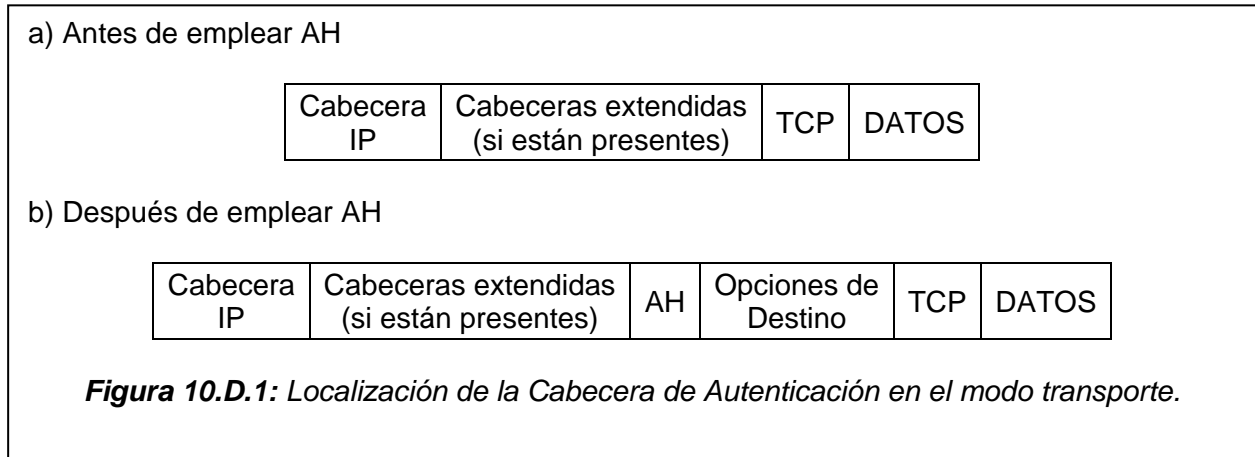 a) Antes de emplear AH
Cabecera IP
Cabeceras extendidas (si están presentes)
TCP
DATOS
b) Después de emplear AH
Cabecera IP
Cabeceras extendidas (si están presentes)
AH
Opciones de Destino
TCP
DATOS
Figura 10.D.1: Localización de la Cabecera de Autenticación en el modo transporte.